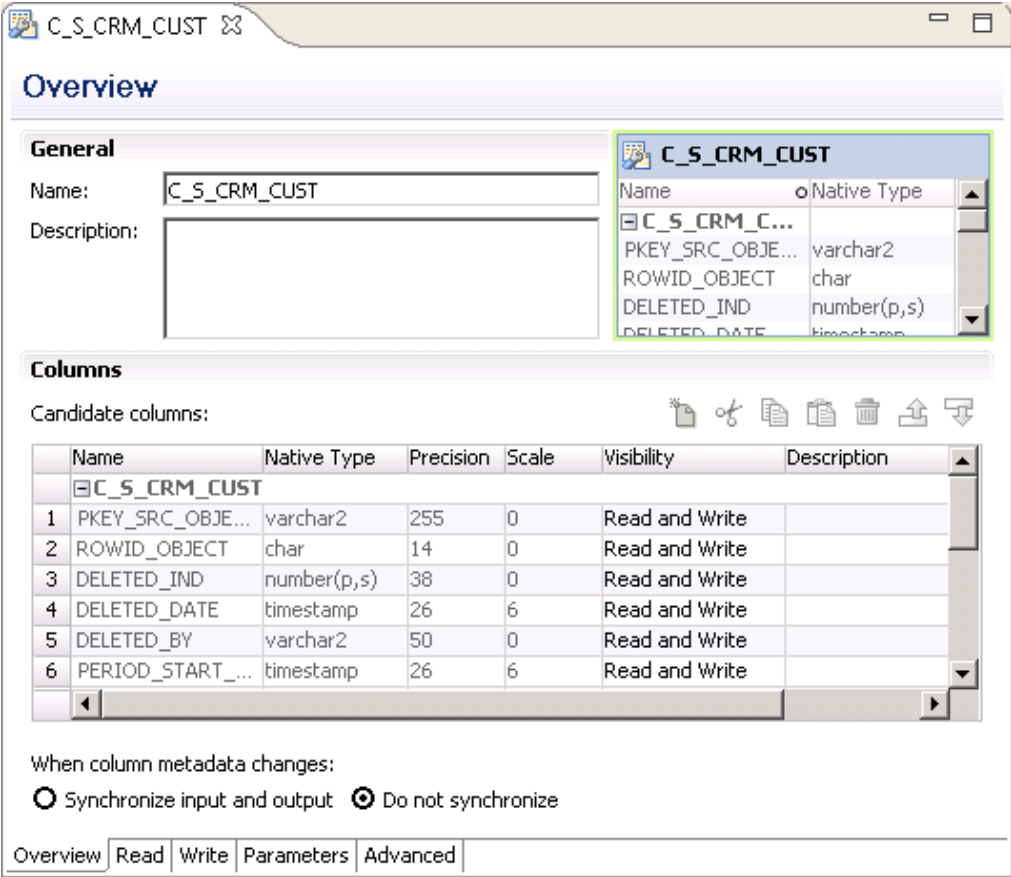 C_S_CRM_CUST
Overview
General
Name: C_S_CRM_CUST
Description:
C_S_CRM_CUST
Name Native Type
C_S_CRM_C...
PKEY_SRC_OBJE... varchar2
ROWID_OBJECT char
DELETED_IND number(p,s)
DELETED_DATE timestamp
Columns
Candidate columns:
Name Native Type Precision Scale Visibility Description
C_S_CRM_CUST
1 PKEY_SRC_OBJE... varchar2 255 0 Read and Write
2 ROWID_OBJECT char 14 0 Read and Write
3 DELETED_IND number(p,s) 38 0 Read and Write
4 DELETED_DATE timestamp 26 6 Read and Write
5 DELETED_BY varchar2 50 0 Read and Write
6 PERIOD_START_... timestamp 26 6 Read and Write
When column metadata changes:
Synchronize input and output Do not synchronize
Overview Read Write Parameters Advanced